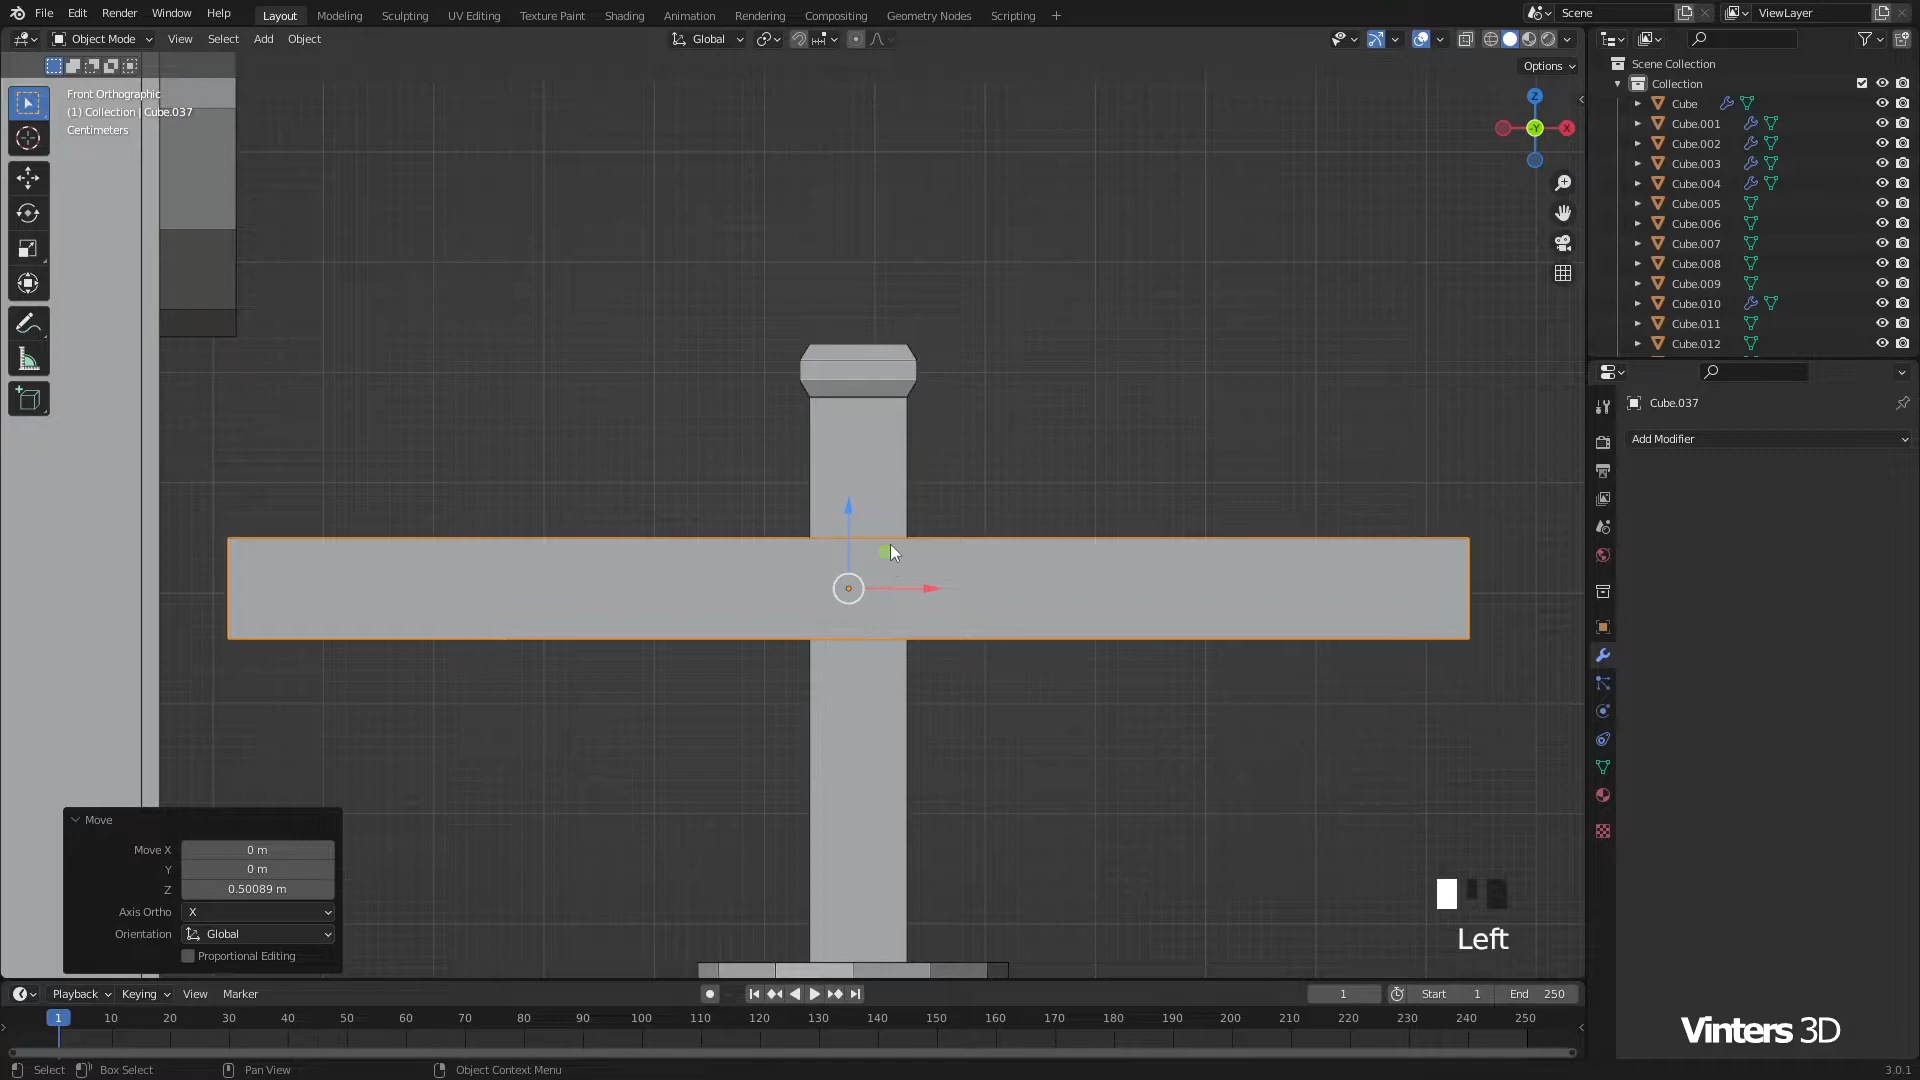 File Edit Render Window Help Layout Modeling Sculpting UV Editing Texture Paint Shading Animation Rendering Compositing Geometry Nodes Scripting + Scene ViewLayer
Object Mode View Select Add Object Global
Options
Front Orthographic
(1) Collection | Cube.037
Centimeters
Z
-Y
X
Scene Collection
Collection
Cube
Cube.001
Cube.002
Cube.003
Cube.004
Cube.005
Cube.006
Cube.007
Cube.008
Cube.009
Cube.010
Cube.011
Cube.012
Cube.037
Add Modifier
Move
Move X 0 m
Y 0 m
Z 0.50089 m
Axis Ortho X
Orientation Global
Proportional Editing
Left
Playback Keying View Marker 1 Start 1 End 250
1 10 20 30 40 50 60 70 80 90 100 110 120 130 140 150 160 170 180 190 200 210 220 230 240 250
Vinters 3D
Select Box Select Pan View Object Context Menu 3.0.1